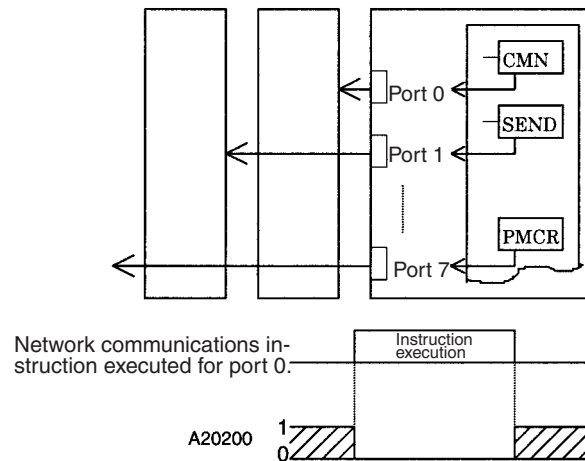 CMN
Port 0
SEND
Port 1
PMCR
Port 7
Network communications in-
struction executed for port 0.
Instruction
execution
A20200
1
0